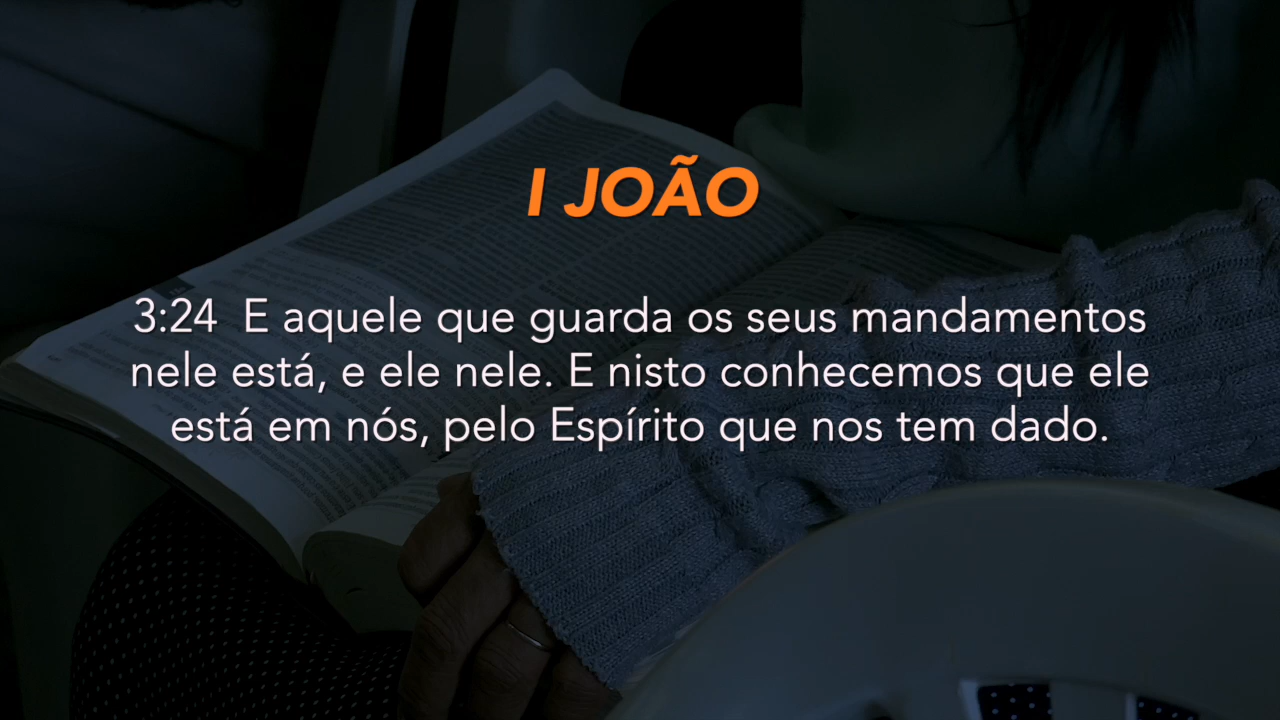 I JOÃO
3:24 E aquele que guarda os seus mandamentos
nele está, e ele nele. E nisto conhecemos que ele
está em nós, pelo Espírito que nos tem dado.